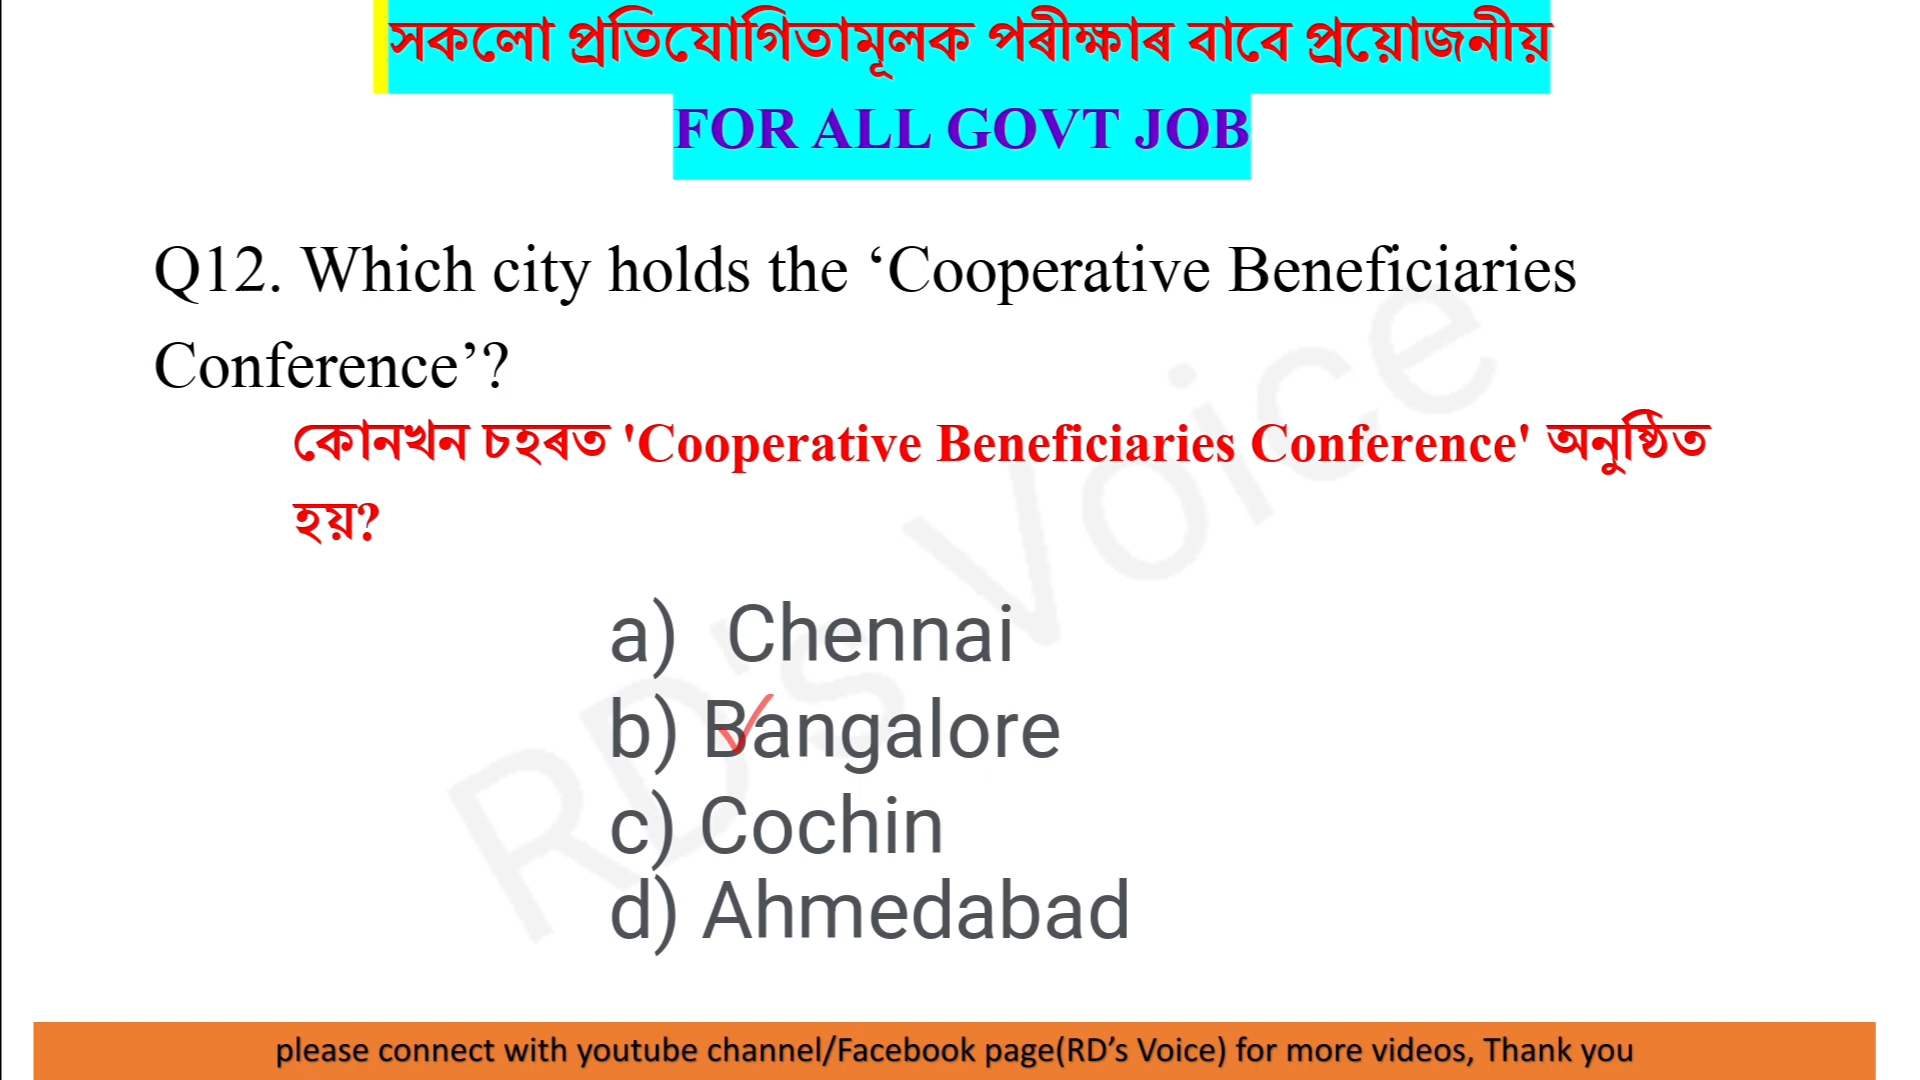 সকলো প্ৰতিযোগিতামূলক পৰীক্ষাৰ বাবে প্ৰয়োজনীয়
FOR ALL GOVT JOB
Q12. Which city holds the ‘Cooperative Beneficiaries
Conference’?
কোনখন চহৰত 'Cooperative Beneficiaries Conference' অনুষ্ঠিত
হয়?
a) Chennai
b) Bangalore
c) Cochin
d) Ahmedabad
RD's Voice
please connect with youtube channel/Facebook page(RD’s Voice) for more videos, Thank you